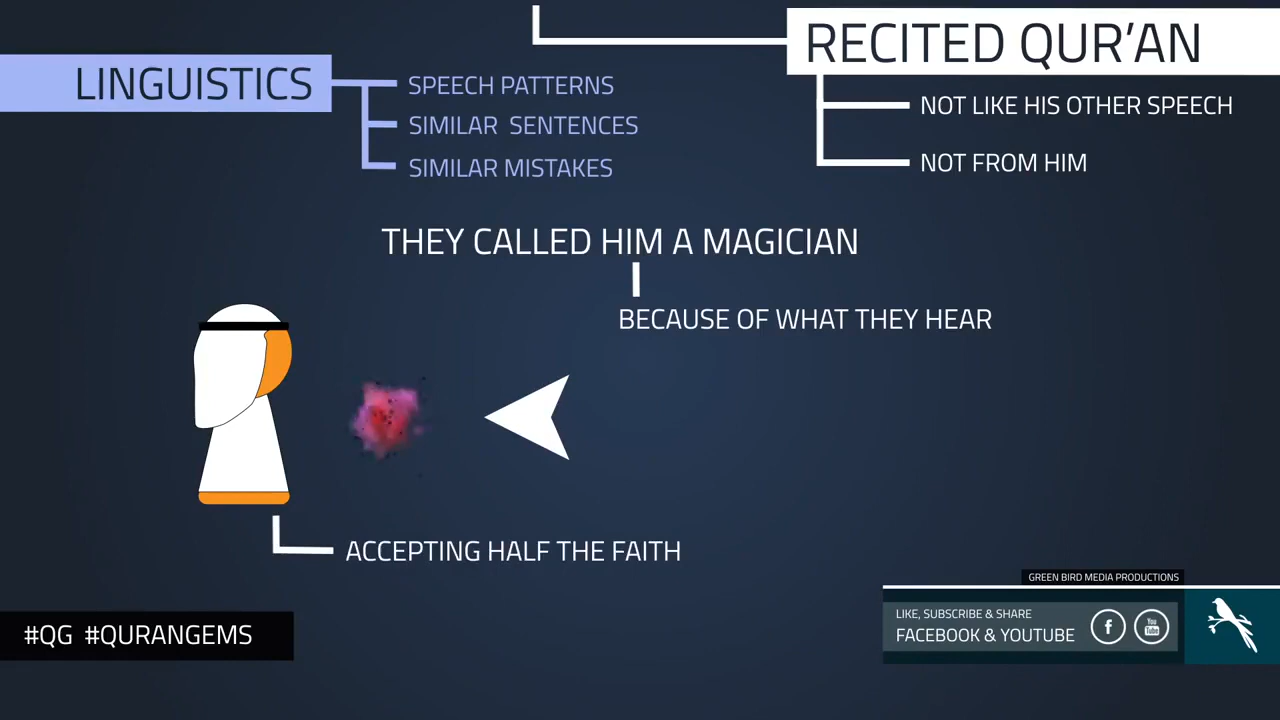 RECITED QUR'AN
LINGUISTICS
SPEECH PATTERNS
SIMILAR SENTENCES
SIMILAR MISTAKES
NOT LIKE HIS OTHER SPEECH
NOT FROM HIM
THEY CALLED HIM A MAGICIAN
BECAUSE OF WHAT THEY HEAR
ACCEPTING HALF THE FAITH
#QG #QURANGEMS
GREEN BIRD MEDIA PRODUCTIONS
LIKE, SUBSCRIBE & SHARE
FACEBOOK & YOUTUBE
f
You
Tube